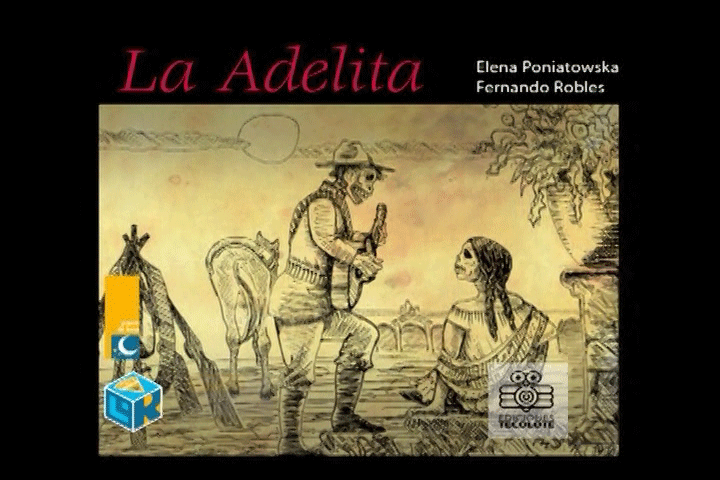 La Adelita
Elena Poniatowska
Fernando Robles
EDICIONES
TECOLOTE